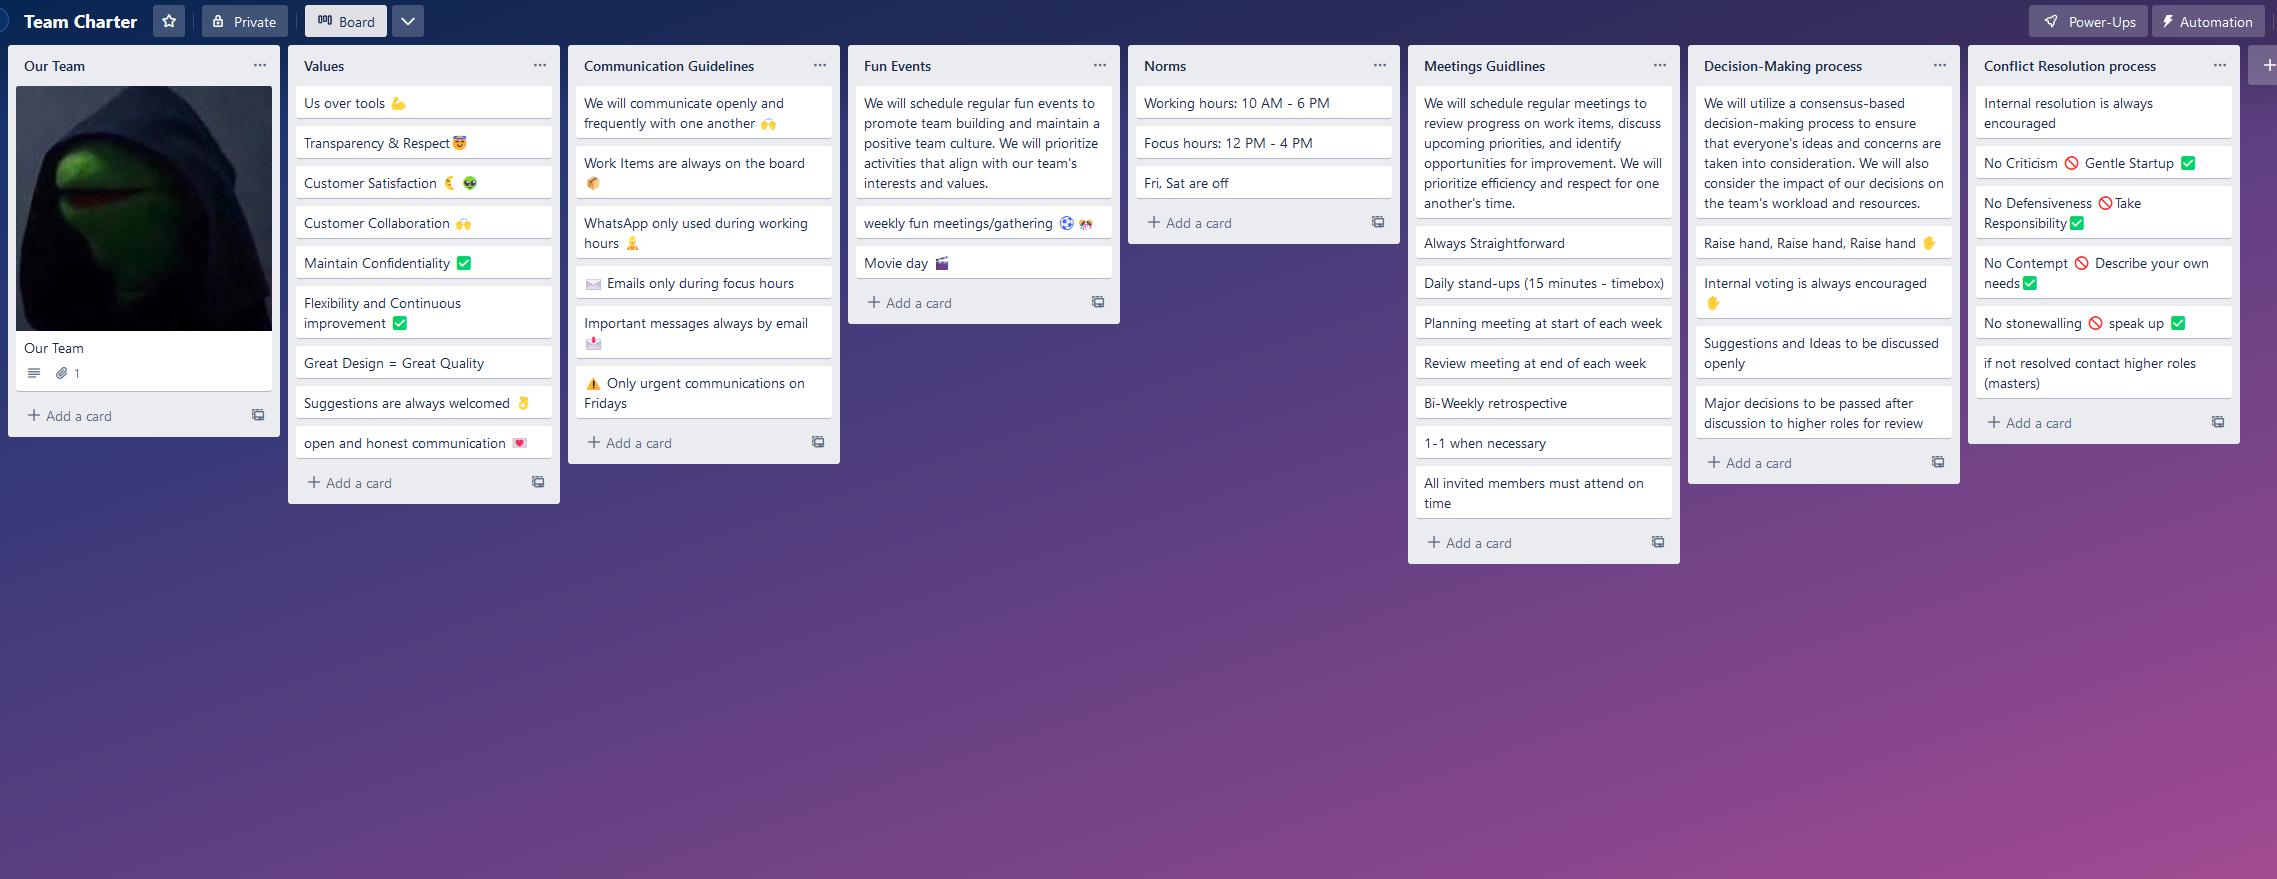 Team Charter
Private
Board
Power-Ups
Automation
Our Team
Our Team
1
Add a card
Values
Us over tools 💪
Transparency & Respect😇
Customer Satisfaction 🌜 👽
Customer Collaboration 🙌
Maintain Confidentiality ✅
Flexibility and Continuous
improvement ✅
Great Design = Great Quality
Suggestions are always welcomed 👌
open and honest communication 💌
Add a card
Communication Guidelines
We will communicate openly and
frequently with one another 🙌
Work Items are always on the board
📦
WhatsApp only used during working
hours
✉️ Emails only during focus hours
Important messages always by email
📩
⚠️ Only urgent communications on
Fridays
Add a card
Fun Events
We will schedule regular fun events to
promote team building and maintain a
positive team culture. We will prioritize
activities that align with our team's
interests and values.
weekly fun meetings/gathering ⚽
Movie day 🎬
Add a card
Norms
Working hours: 10 AM - 6 PM
Focus hours: 12 PM - 4 PM
Fri, Sat are off
Add a card
Meetings Guidlines
We will schedule regular meetings to
review progress on work items, discuss
upcoming priorities, and identify
opportunities for improvement. We will
prioritize efficiency and respect for one
another's time.
Always Straightforward
Daily stand-ups (15 minutes - timebox)
Planning meeting at start of each week
Review meeting at end of each week
Bi-Weekly retrospective
1-1 when necessary
All invited members must attend on
time
Add a card
Decision-Making process
We will utilize a consensus-based
decision-making process to ensure
that everyone's ideas and concerns are
taken into consideration. We will also
consider the impact of our decisions on
the team's workload and resources.
Raise hand, Raise hand, Raise hand ✋
Internal voting is always encouraged
✋
Suggestions and Ideas to be discussed
openly
Major decisions to be passed after
discussion to higher roles for review
Add a card
Conflict Resolution process
Internal resolution is always
encouraged
No Criticism 🚫 Gentle Startup ✅
No Defensiveness 🚫Take
Responsibility✅
No Contempt 🚫 Describe your own
needs✅
No stonewalling 🚫 speak up ✅
if not resolved contact higher roles
(masters)
Add a card